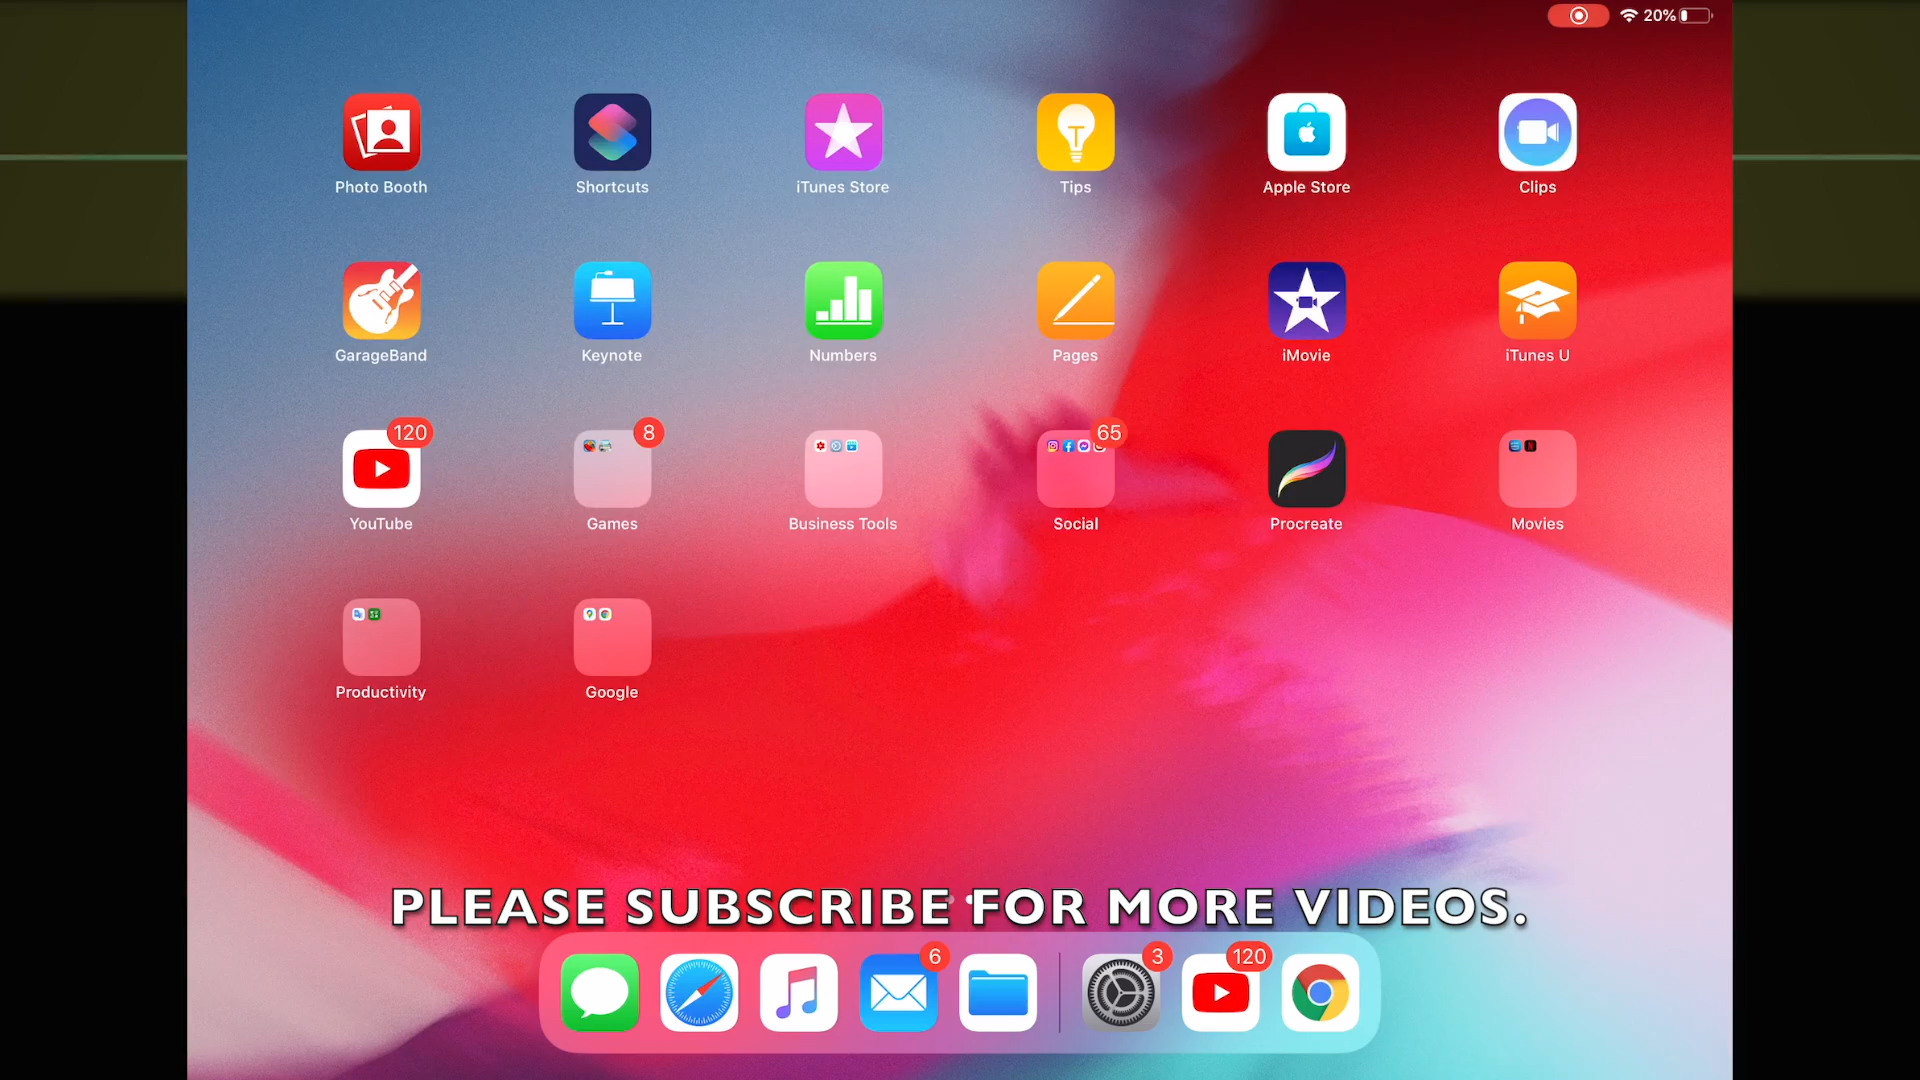 20%
Photo Booth
Shortcuts
iTunes Store
Tips
Apple Store
Clips
GarageBand
Keynote
Numbers
Pages
iMovie
iTunes U
120
8
65
YouTube
Games
Business Tools
Social
Procreate
Movies
Productivity
Google
PLEASE SUBSCRIBE FOR MORE VIDEOS.
6
3
120